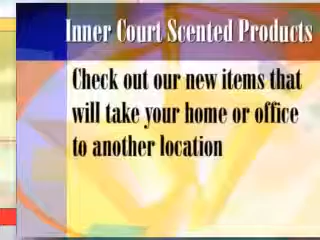 Inner Court Scented Products
Check out our new items that
will take your home or office
to another location